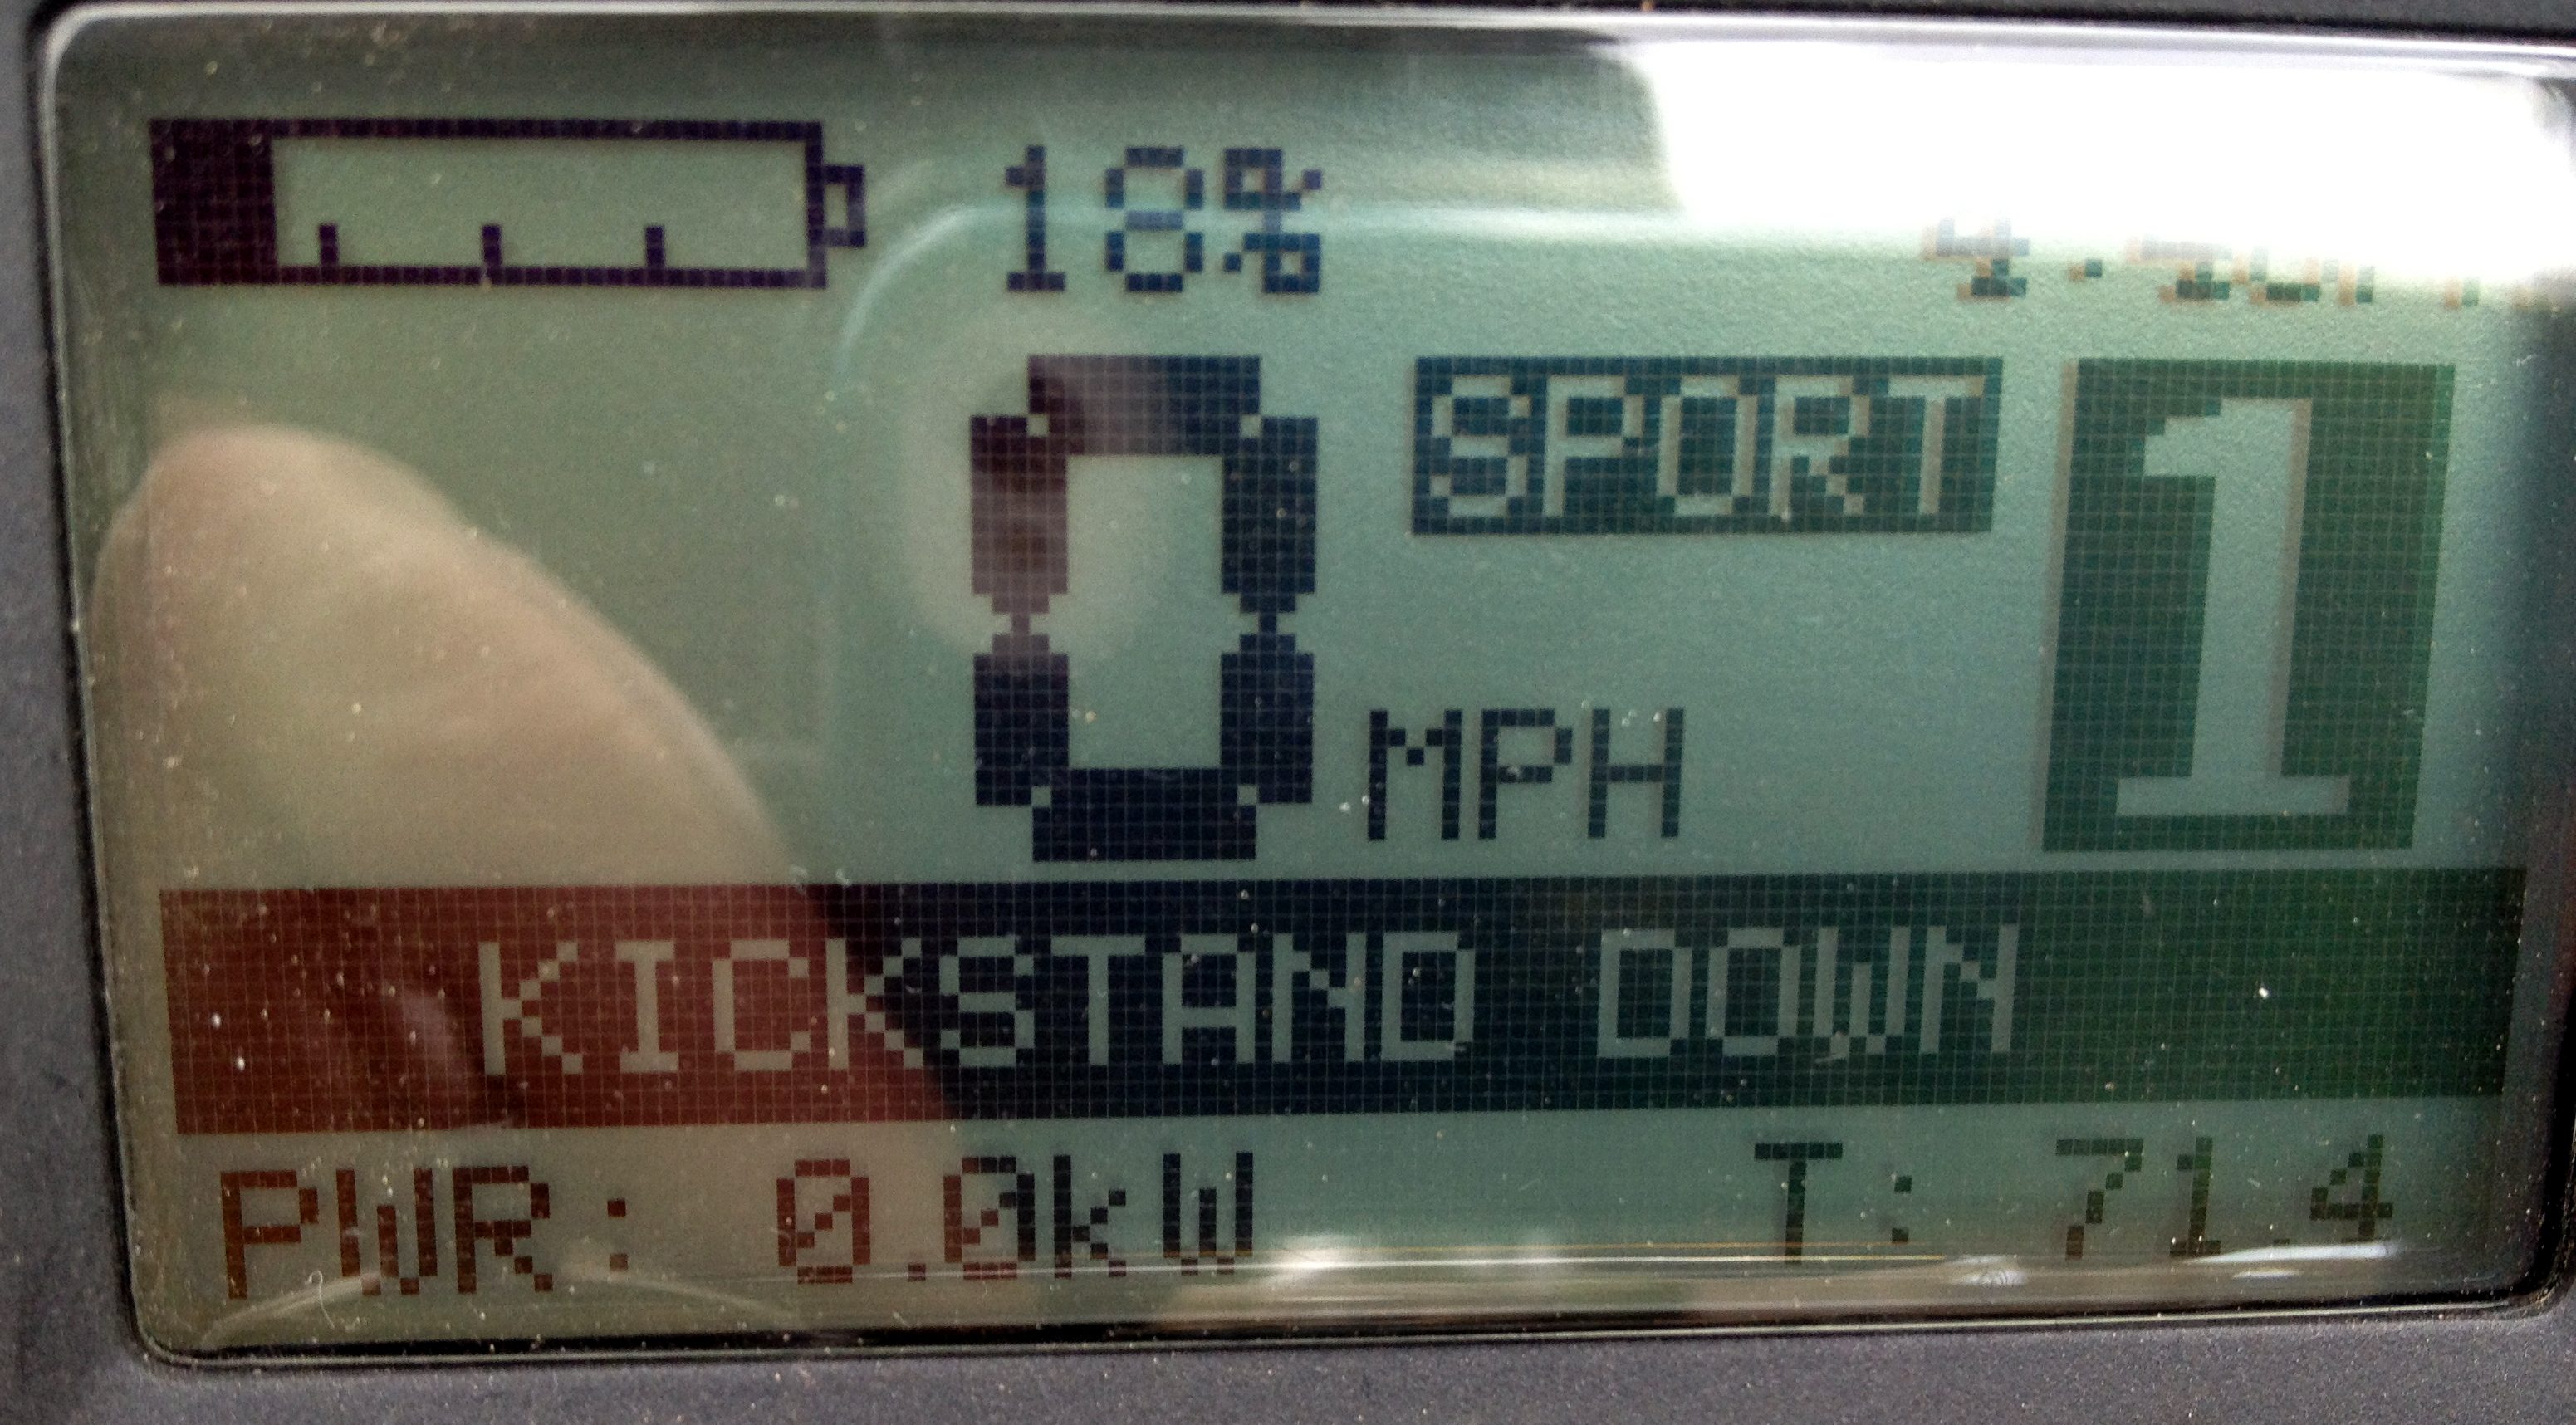 18%
SPORT
1
0 MPH
KICKSTAND DOWN
PWR: 0.0kW T: 71.4